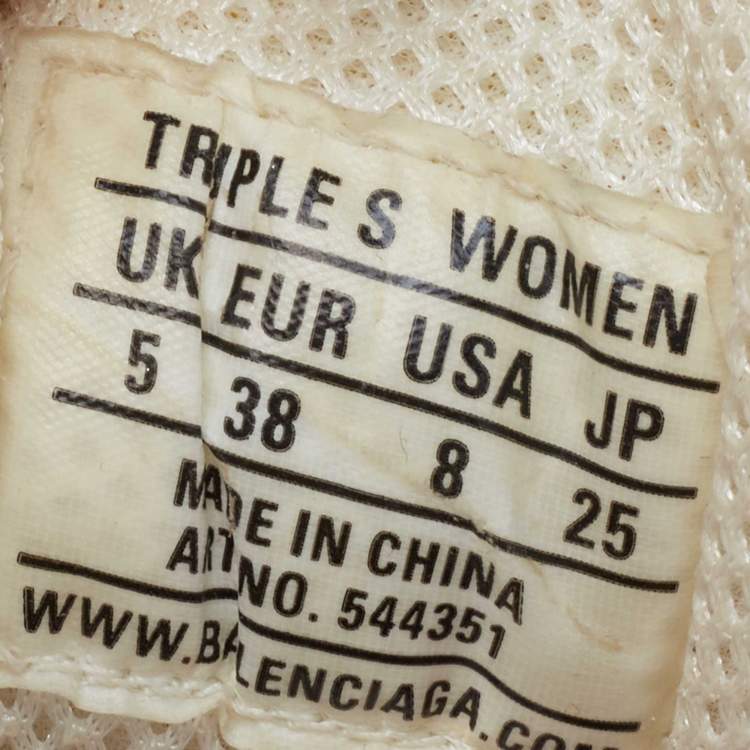 TRIPLE S WOMEN
UK EUR USA JP
5 38 8 25
MADE IN CHINA
ART NO. 544351
WWW.BALENCIAGA.COM